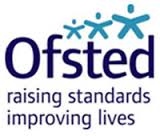 Ofsted
raising standards
improving lives